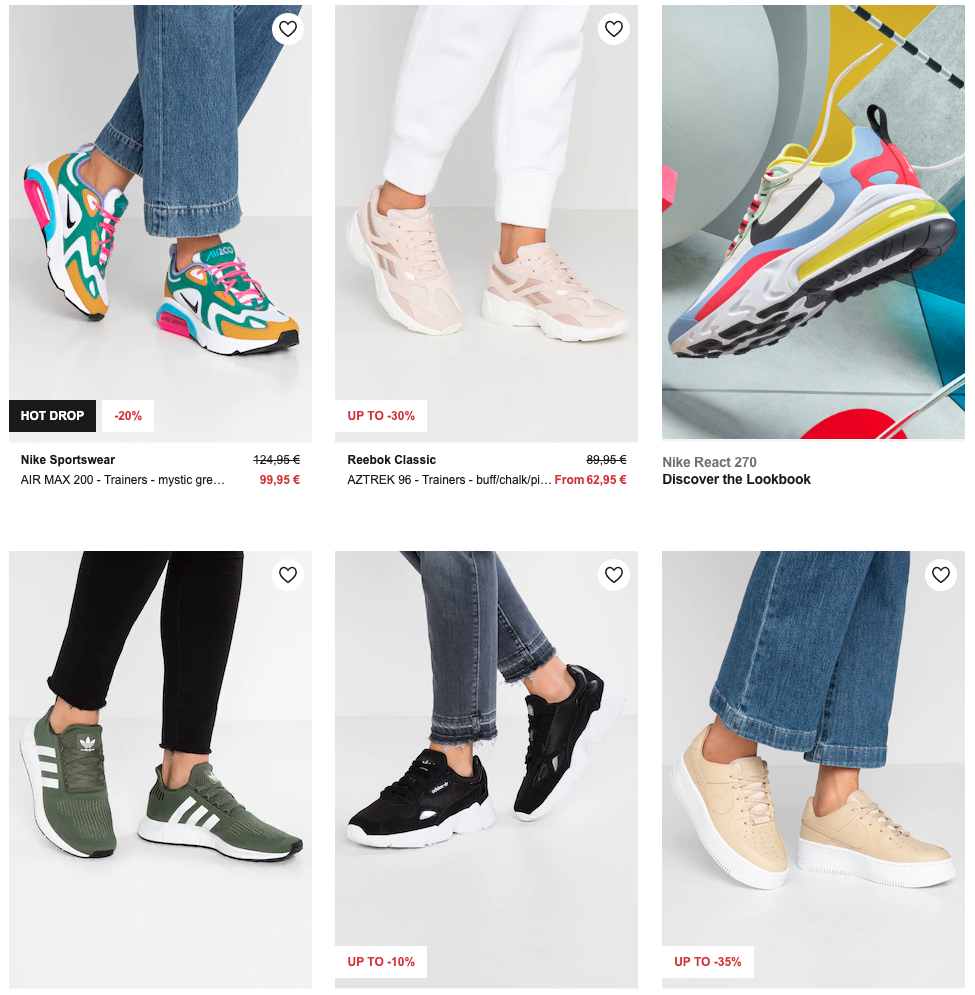 AIR200
HOT DROP
-20%
UP TO -30%
Nike Sportswear
124,95 €
AIR MAX 200 - Trainers - mystic gre…
99,95 €
Reebok Classic
89,95 €
AZTREK 96 - Trainers - buff/chalk/pi…
From 62,95 €
Nike React 270
Discover the Lookbook
adidas
UP TO -10%
UP TO -35%